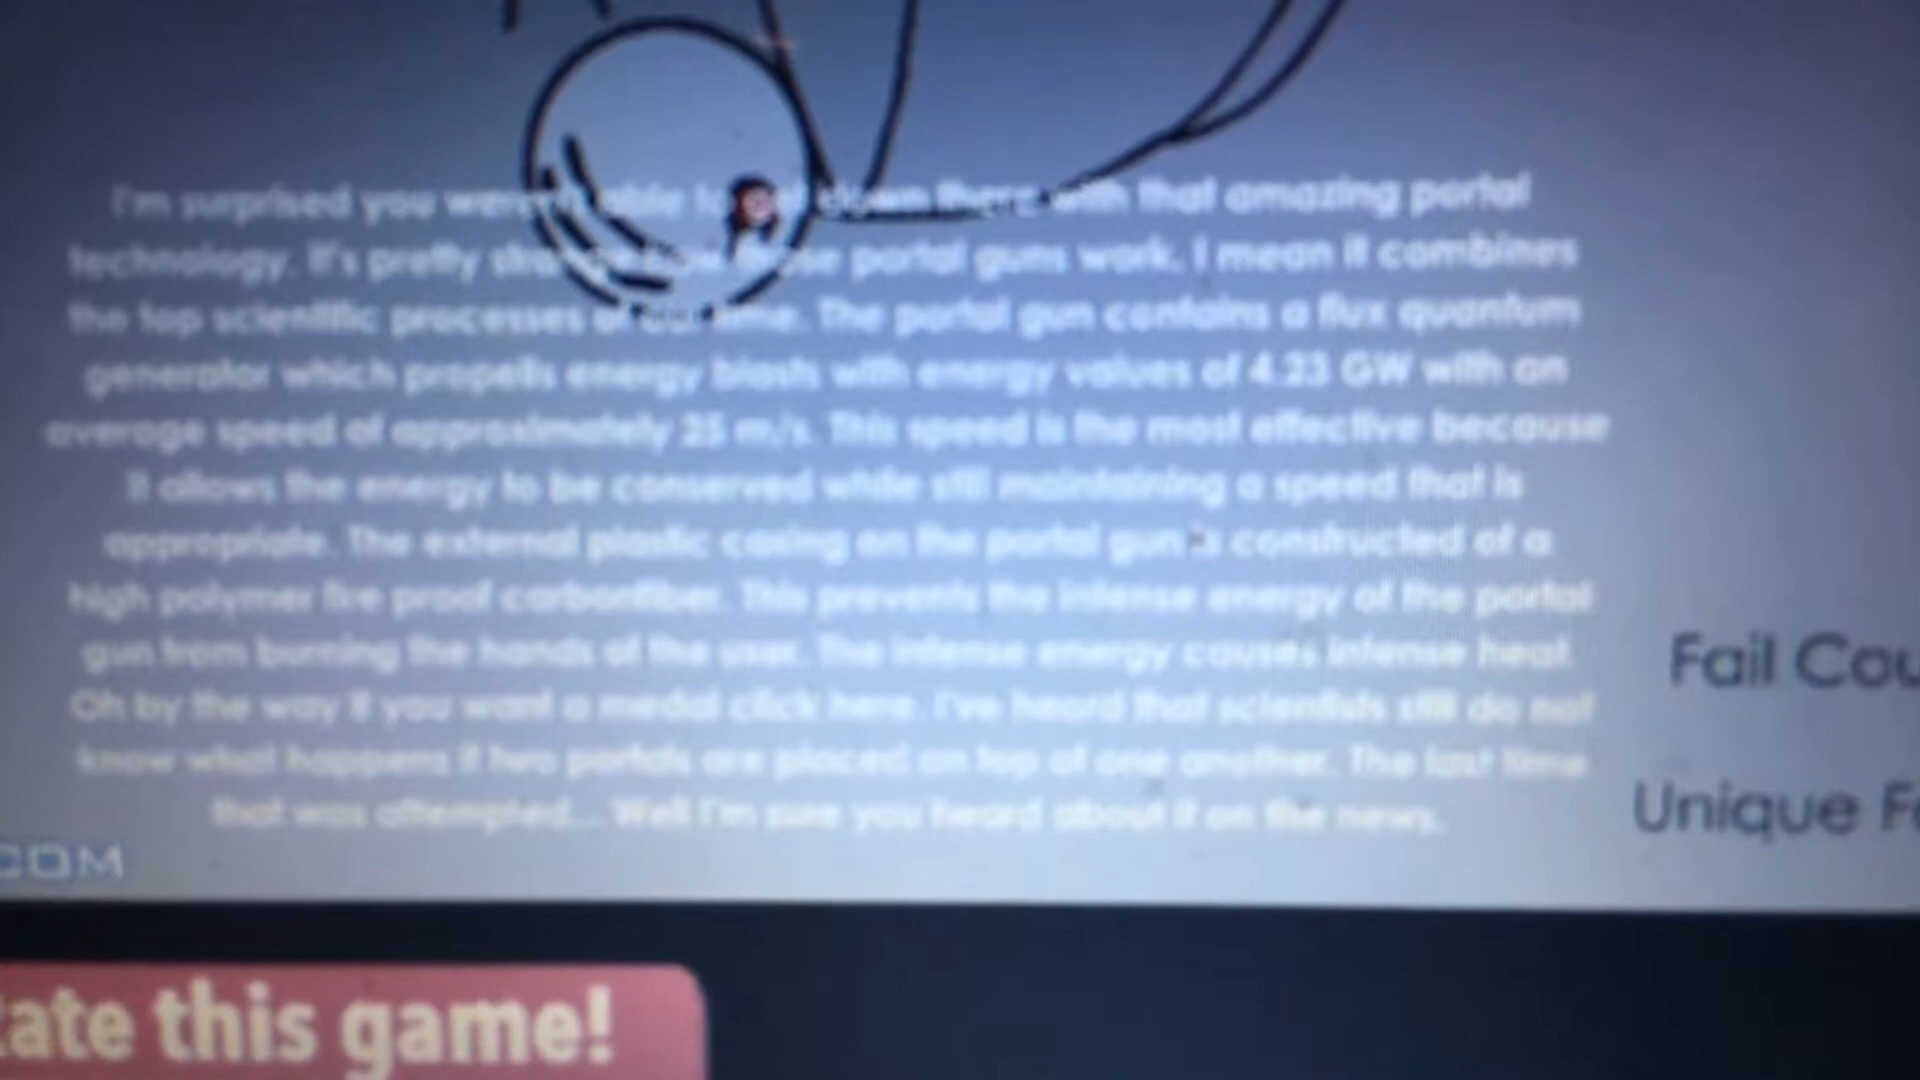 I'm surprised you weren't able to down there with that amazing portal
technology. It's pretty how portal guns work. I mean it combines
the top scientific processes of our time. The portal gun contains a flux quantum
generator which propells energy blasts with energy values of 4.23 GW with an
average speed of approximately 25 m/s. This speed is the most effective because
it allows the energy to be conserved while still maintaining a speed that is
appropriate. The external plastic casing on the portal gun is constructed of a
high polymer fire proof carbonfiber. This prevents the intense energy of the portal
gun from burning the hands of the user. The intense energy causes intense heat.
Oh by the way if you want a medal click here. I've heard that scientists still do not
know what happens if two portals are placed on top of one another. The last time
that was attempted... Well I'm sure you heard about it on the news.
Fail Cou
Unique Fa
COM
ate this game!